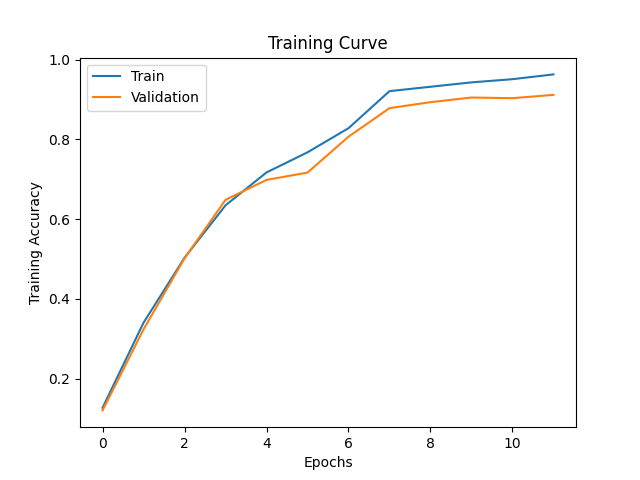 Training Curve
Train
Validation
Training Accuracy
1.0
0.8
0.6
0.4
0.2
0 2 4 6 8 10
Epochs